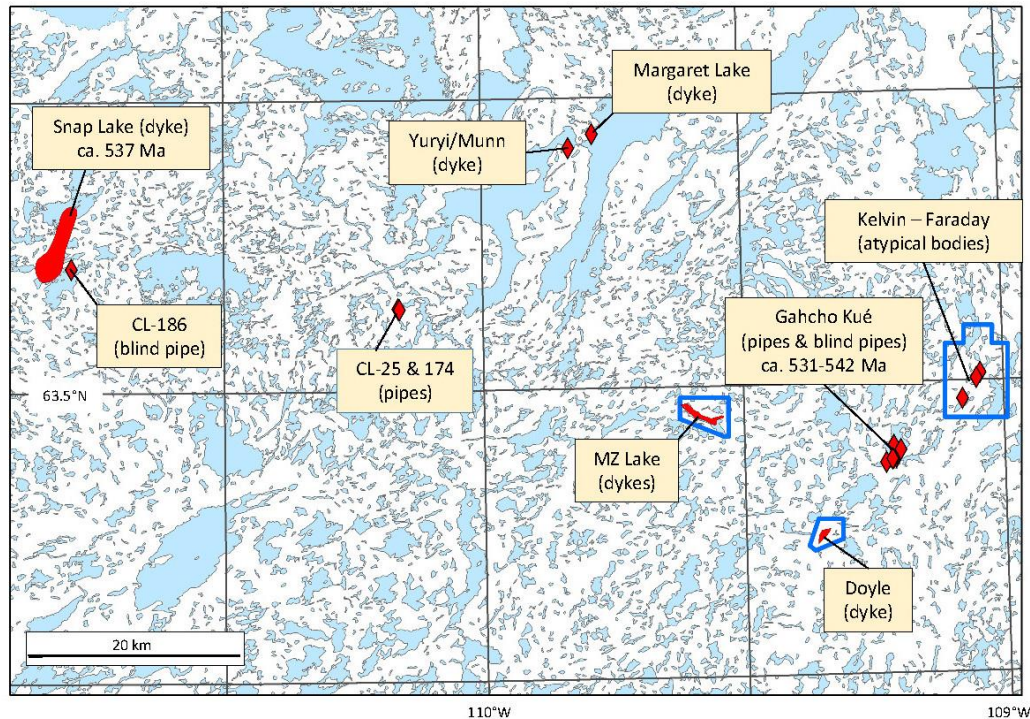 Margaret Lake
(dyke)
Snap Lake (dyke)
ca. 537 Ma
Yuryi/Munn
(dyke)
Kelvin – Faraday
(atypical bodies)
CL-186
(blind pipe)
CL-25 & 174
(pipes)
Gahcho Kué
(pipes & blind pipes)
ca. 531-542 Ma
63.5°N
MZ Lake
(dykes)
Doyle
(dyke)
20 km
110°W
109°W